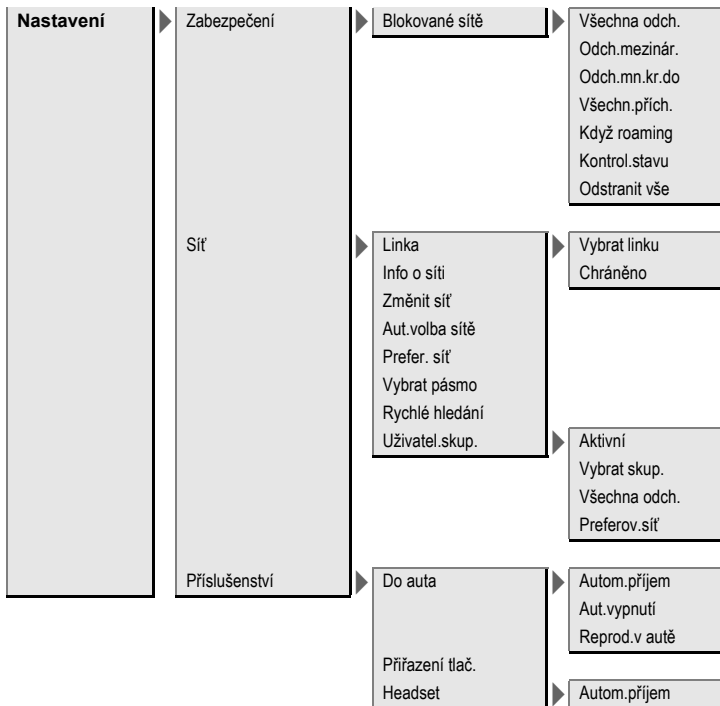 Nastavení Zabezpečení Blokované sítě Všechna odch.
Odch.mezinár.
Odch.mn.kr.do
Všechn.přích.
Když roaming
Kontrol.stavu
Odstranit vše
Síť Linka Vybrat linku
Info o síti Chráněno
Změnit síť
Aut.volba sítě
Prefer. síť
Vybrat pásmo
Rychlé hledání
Uživatel.skup. Aktivní
Vybrat skup.
Všechna odch.
Preferov.síť
Příslušenství Do auta Autom.příjem
Aut.vypnutí
Reprod.v autě
Přiřazení tlač.
Headset Autom.příjem